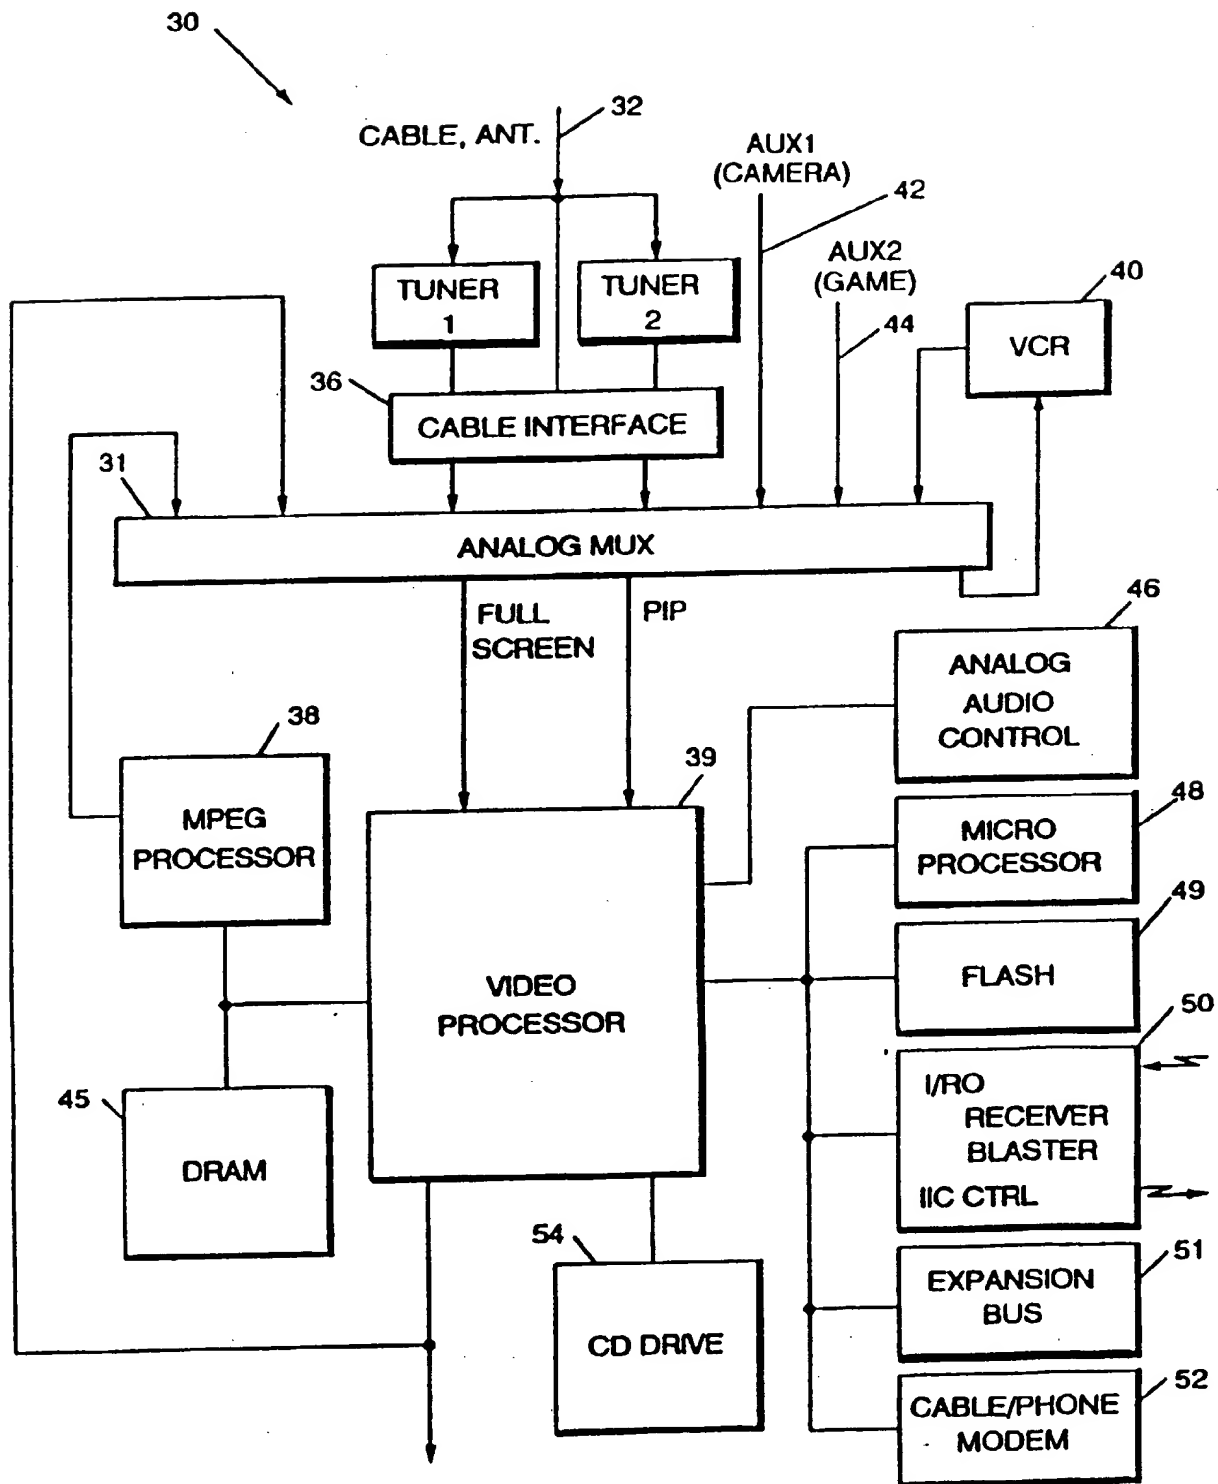 30
32
CABLE, ANT.
AUX1
(CAMERA)
42
AUX2
(GAME)
40
TUNER
1
TUNER
2
44
VCR
36
CABLE INTERFACE
31
ANALOG MUX
FULL
SCREEN
PIP
46
ANALOG
AUDIO
CONTROL
38
39
MPEG
PROCESSOR
48
MICRO
PROCESSOR
49
FLASH
VIDEO
PROCESSOR
50
I/RO
RECEIVER
BLASTER
IIC CTRL
45
DRAM
54
CD DRIVE
51
EXPANSION
BUS
52
CABLE/PHONE
MODEM